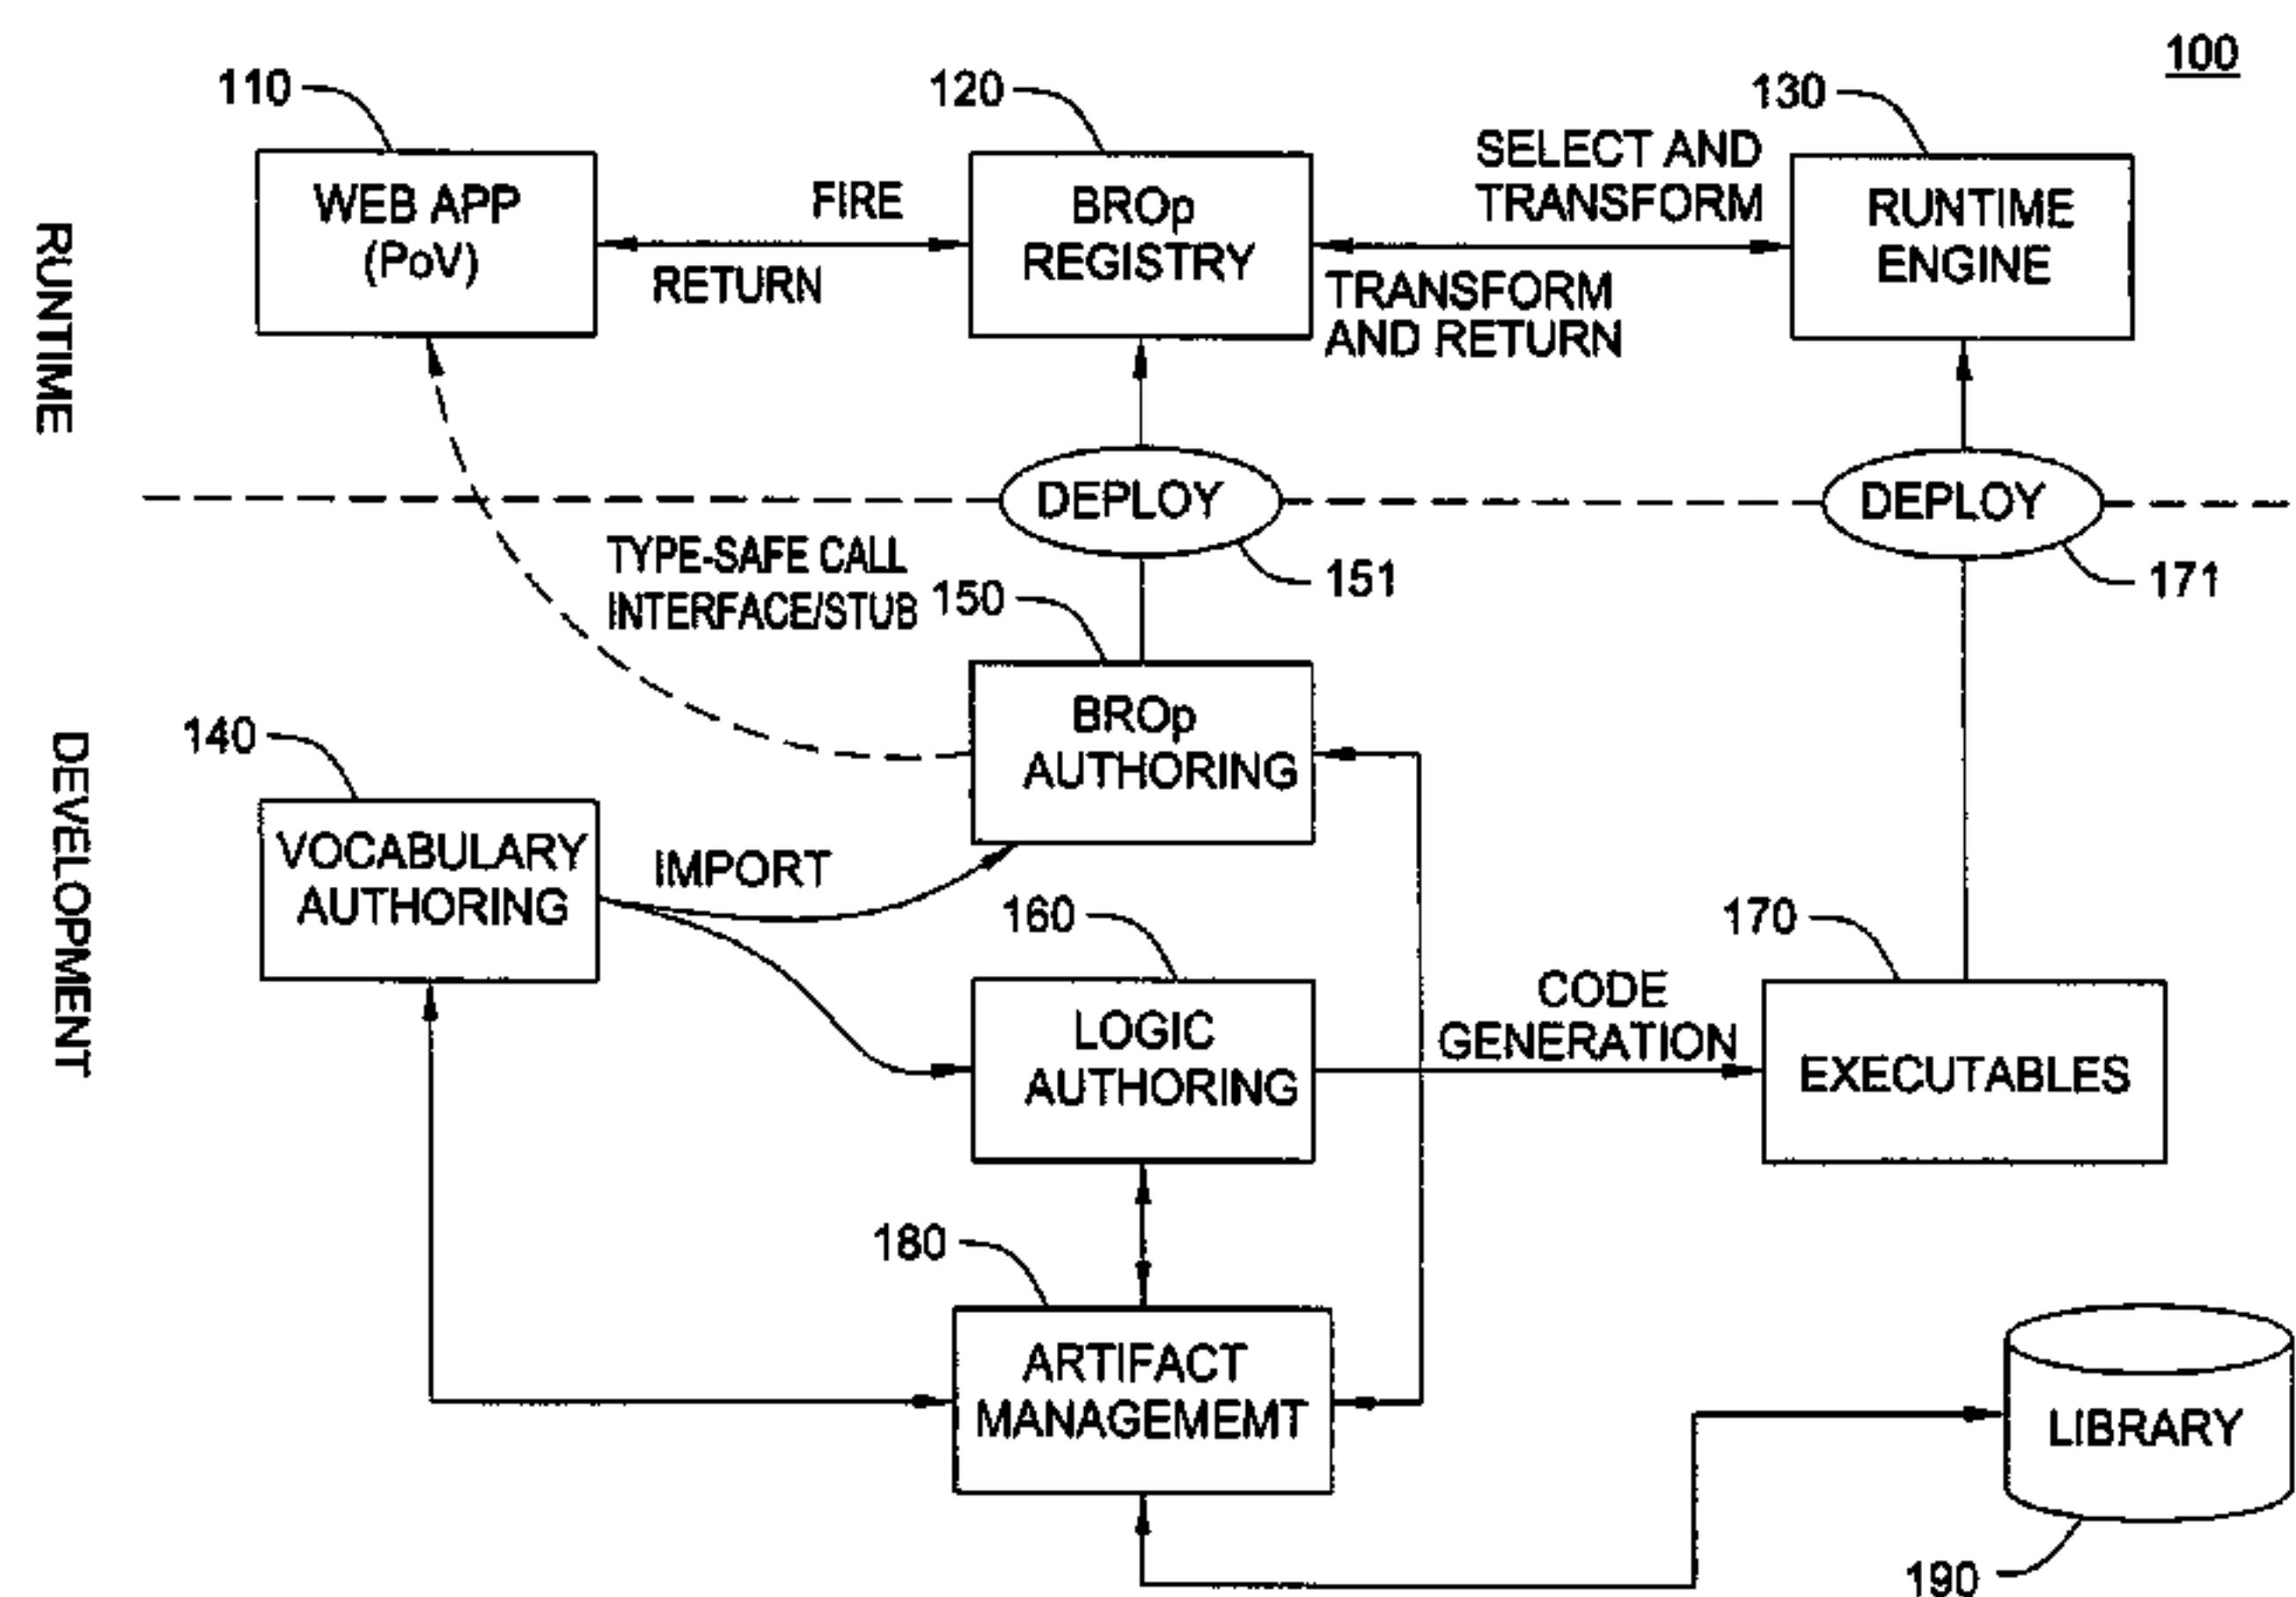 100
110
120
130
WEB APP
(PoV)
FIRE
RETURN
BROp
REGISTRY
SELECT AND
TRANSFORM
TRANSFORM
AND RETURN
RUNTIME
ENGINE
RUNTIME
DEPLOY
151
DEPLOY
171
TYPE-SAFE CALL
INTERFACE/STUB
150
BROp
AUTHORING
DEVELOPMENT
140
VOCABULARY
AUTHORING
IMPORT
160
LOGIC
AUTHORING
CODE
GENERATION
170
EXECUTABLES
180
ARTIFACT
MANAGEMEMT
LIBRARY
190